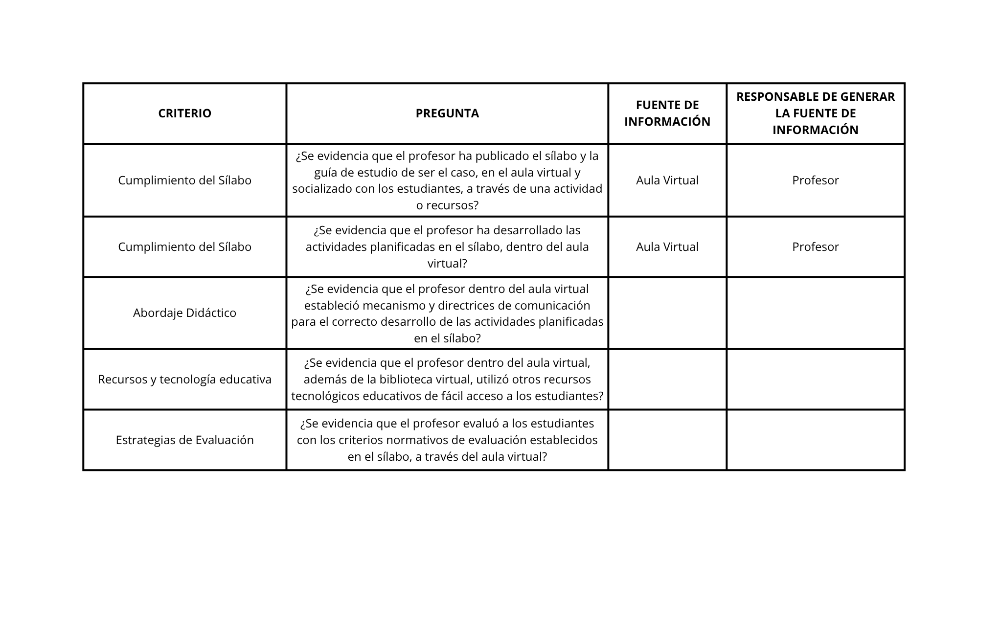 CRITERIO
PREGUNTA
FUENTE DE
INFORMACIÓN
RESPONSABLE DE GENERAR
LA FUENTE DE
INFORMACIÓN
Cumplimiento del Sílabo
¿Se evidencia que el profesor ha publicado el sílabo y la
guía de estudio de ser el caso, en el aula virtual y
socializado con los estudiantes, a través de una actividad
o recursos?
Aula Virtual
Profesor
Cumplimiento del Sílabo
¿Se evidencia que el profesor ha desarrollado las
actividades planificadas en el sílabo, dentro del aula
virtual?
Aula Virtual
Profesor
Abordaje Didáctico
¿Se evidencia que el profesor dentro del aula virtual
estableció mecanismo y directrices de comunicación
para el correcto desarrollo de las actividades planificadas
en el sílabo?
Recursos y tecnología educativa
¿Se evidencia que el profesor dentro del aula virtual,
además de la biblioteca virtual, utilizó otros recursos
tecnológicos educativos de fácil acceso a los estudiantes?
Estrategias de Evaluación
¿Se evidencia que el profesor evaluó a los estudiantes
con los criterios normativos de evaluación establecidos
en el sílabo, a través del aula virtual?